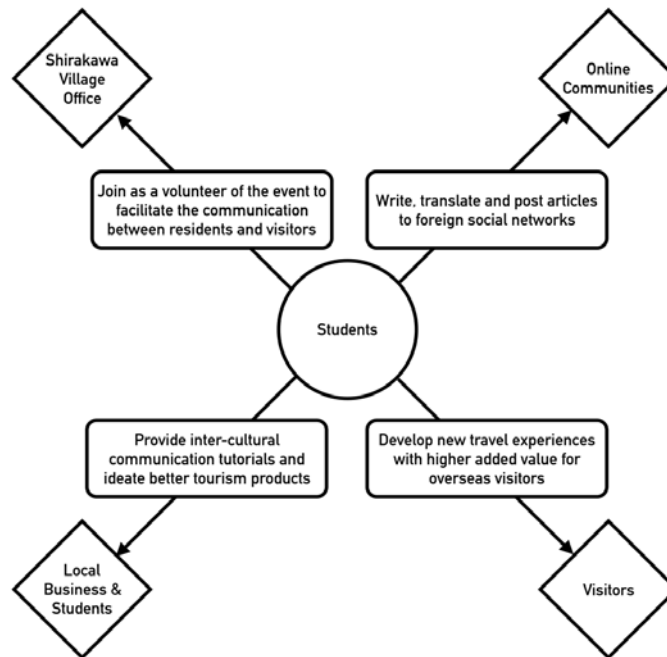 Shirakawa
Village
Office
Online
Communities
Join as a volunteer of the event to
facilitate the communication
between residents and visitors
Write, translate and post articles
to foreign social networks
Students
Provide inter-cultural
communication tutorials and
ideate better tourism products
Develop new travel experiences
with higher added value for
overseas visitors
Local
Business &
Students
Visitors